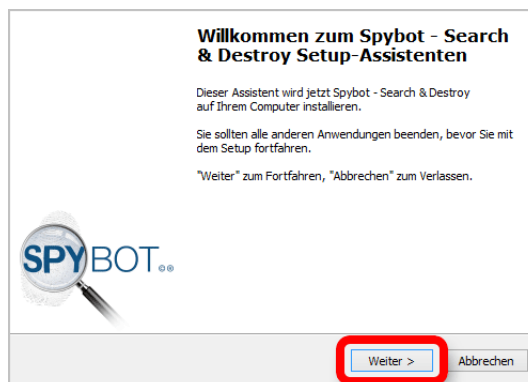 Willkommen zum Spybot - Search
& Destroy Setup-Assistenten
Dieser Assistent wird jetzt Spybot - Search & Destroy
auf Ihrem Computer installieren.
Sie sollten alle anderen Anwendungen beenden, bevor Sie mit
dem Setup fortfahren.
"Weiter" zum Fortfahren, "Abbrechen" zum Verlassen.
SPYBOT
Weiter >
Abbrechen